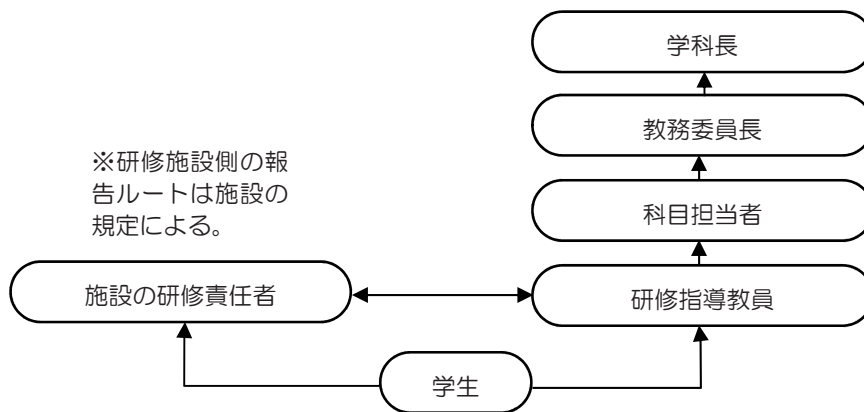 学科長
教務委員長
※研修施設側の報
告ルートは施設の
規定による。
科目担当者
施設の研修責任者
研修指導教員
学生